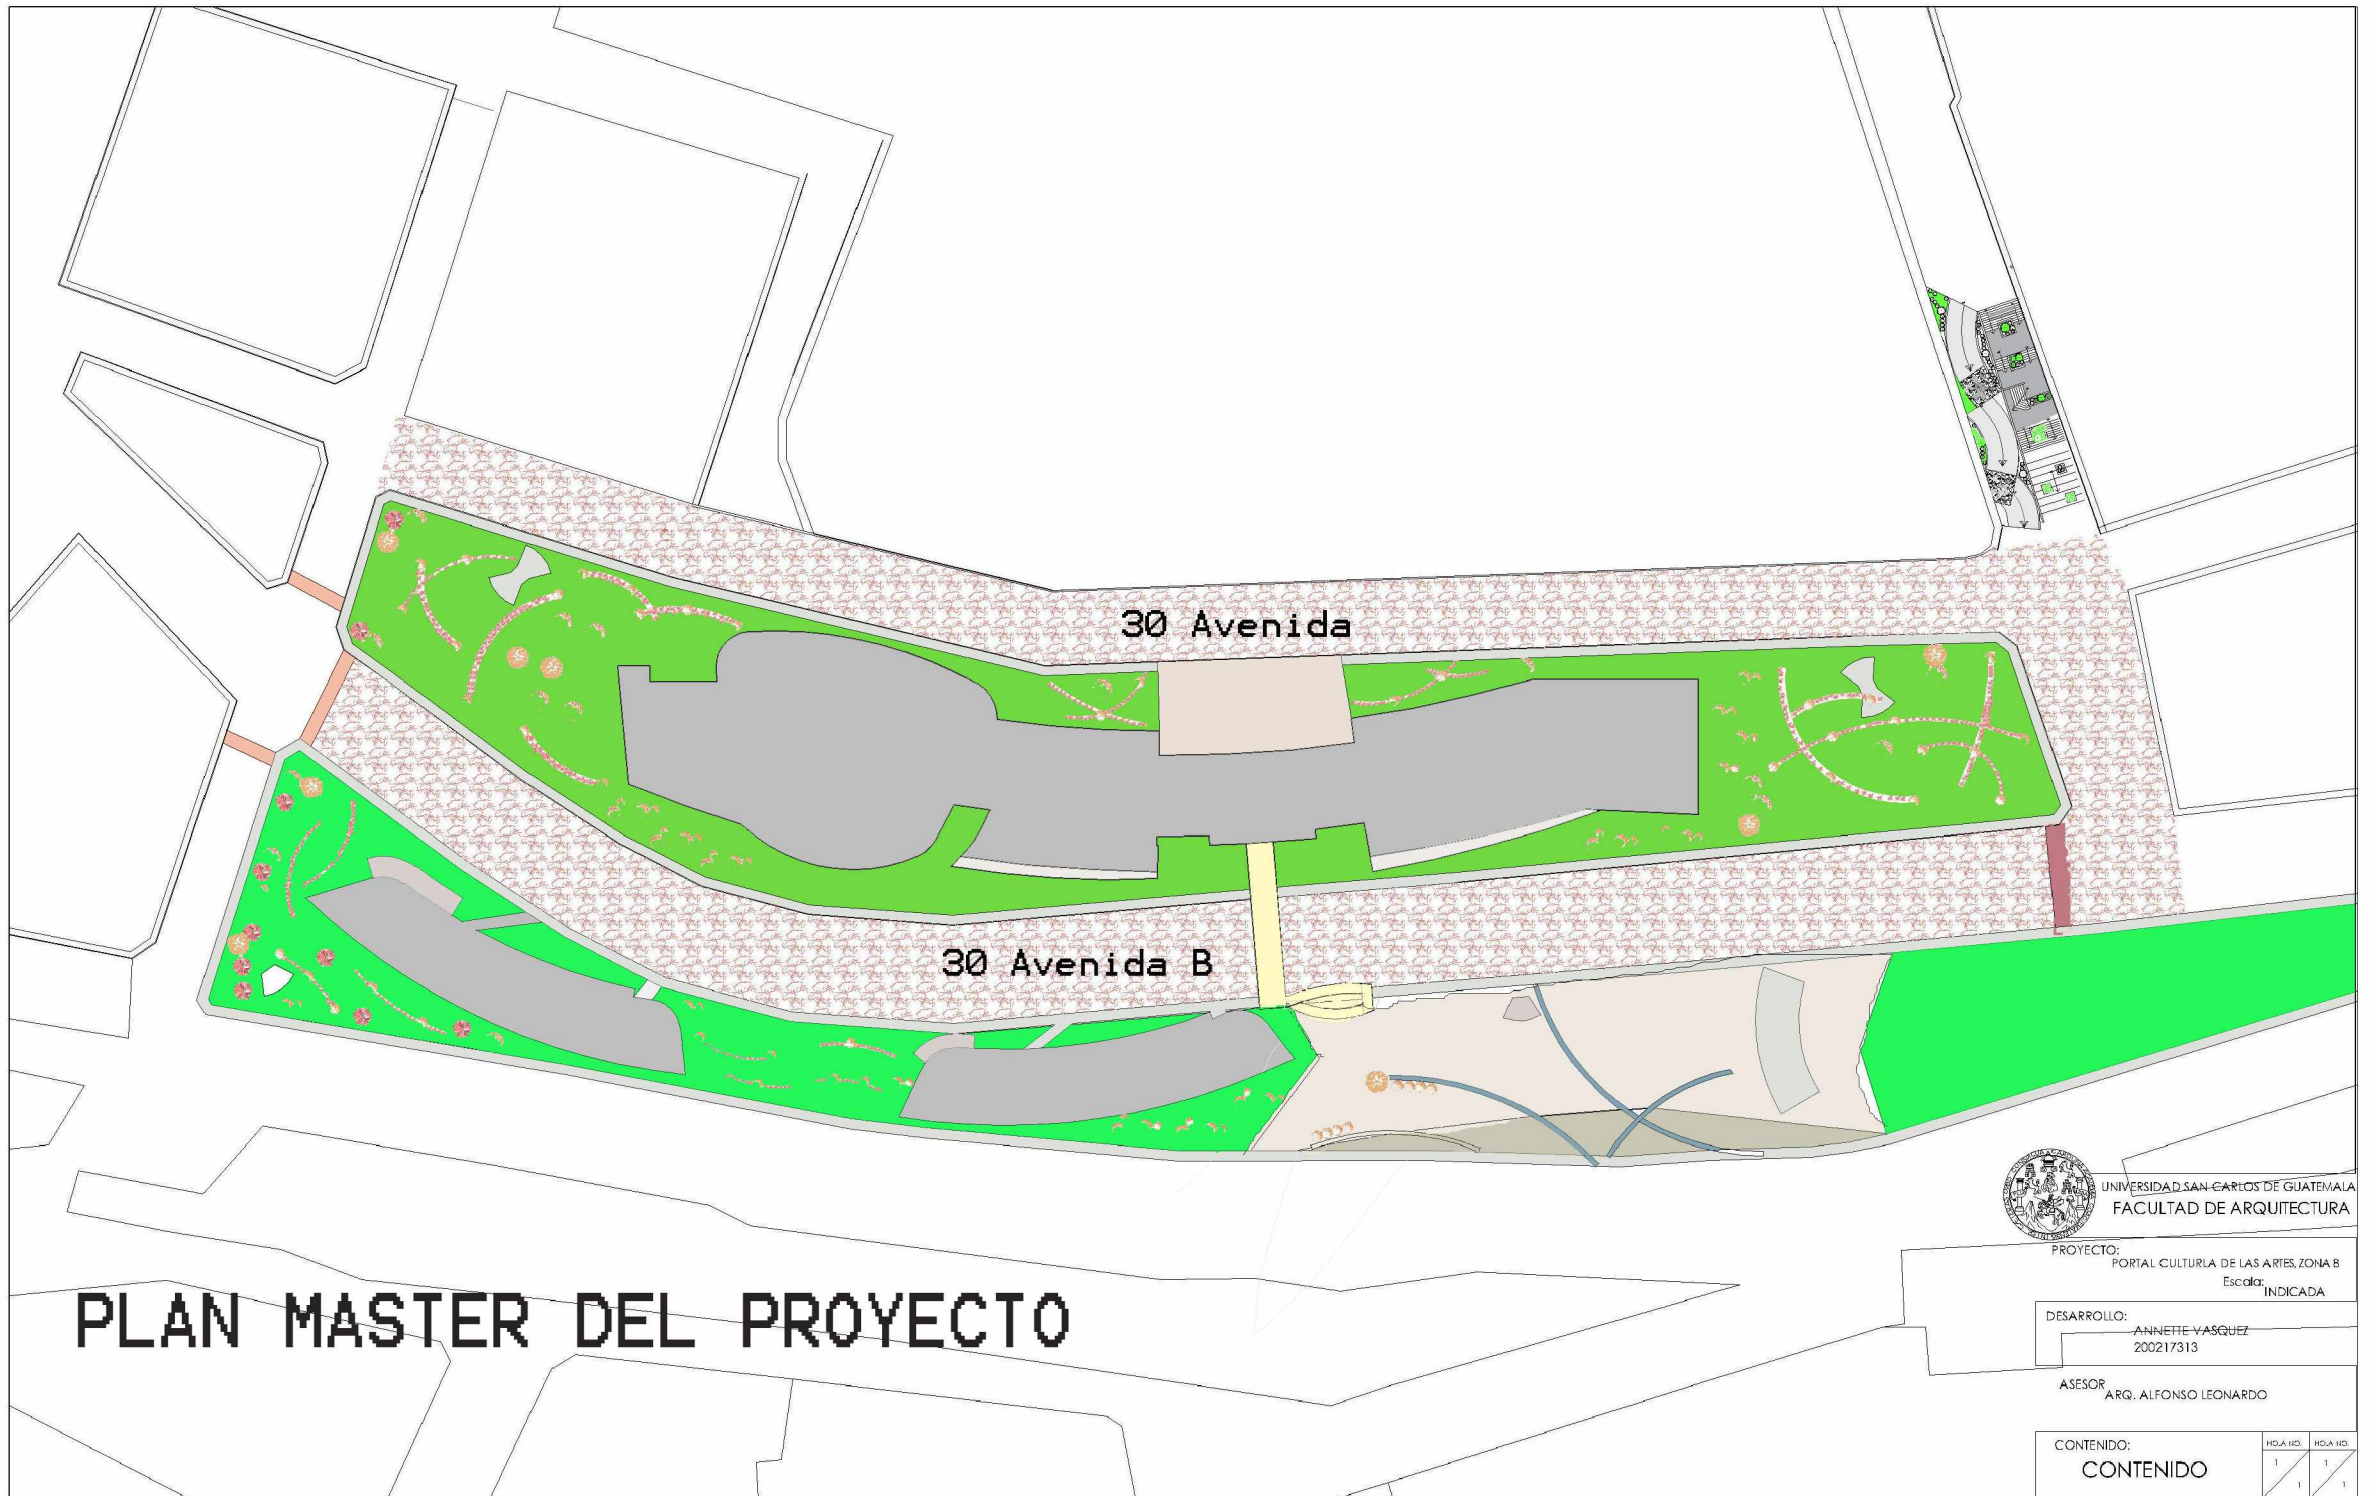 30 Avenida
30 Avenida B
PLAN MASTER DEL PROYECTO
UNIVERSIDAD SAN CARLOS DE GUATEMALA
FACULTAD DE ARQUITECTURA
PROYECTO:
PORTAL CULTURLA DE LAS ARTES, ZONA 8
Escala:
INDICADA
DESARROLLO:
ANNETTE VASQUEZ
200217313
ASESOR
ARQ. ALFONSO LEONARDO
CONTENIDO:
CONTENIDO
HOJA NO. HOJA NO.
1 1
1 1